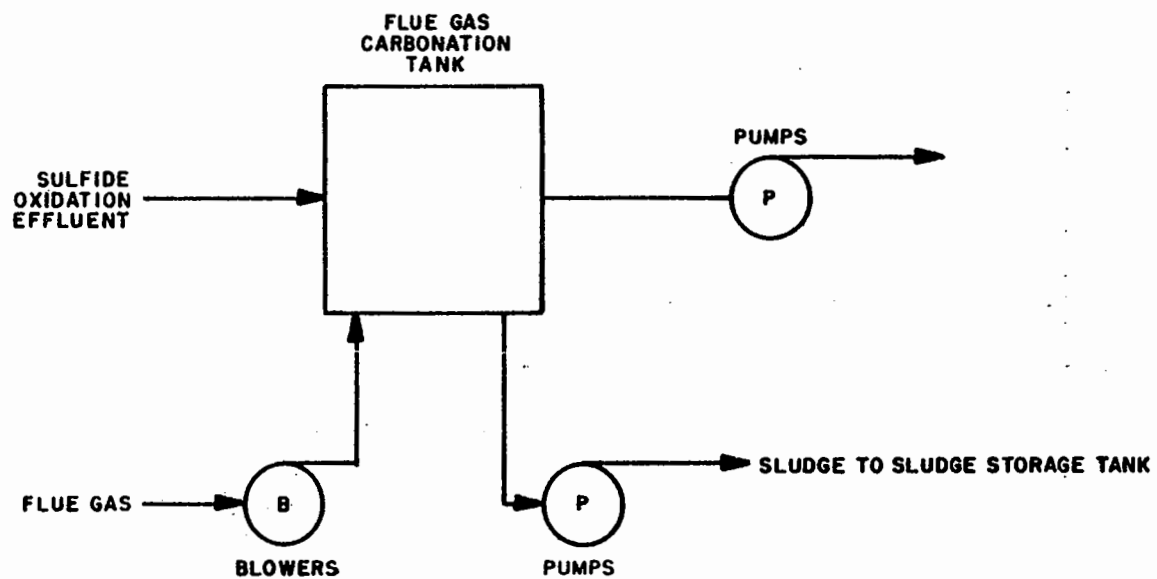 FLUE GAS
CARBONATION
TANK
PUMPS
P
SULFIDE
OXIDATION
EFFLUENT
SLUDGE TO SLUDGE STORAGE TANK
FLUE GAS
B
P
BLOWERS
PUMPS